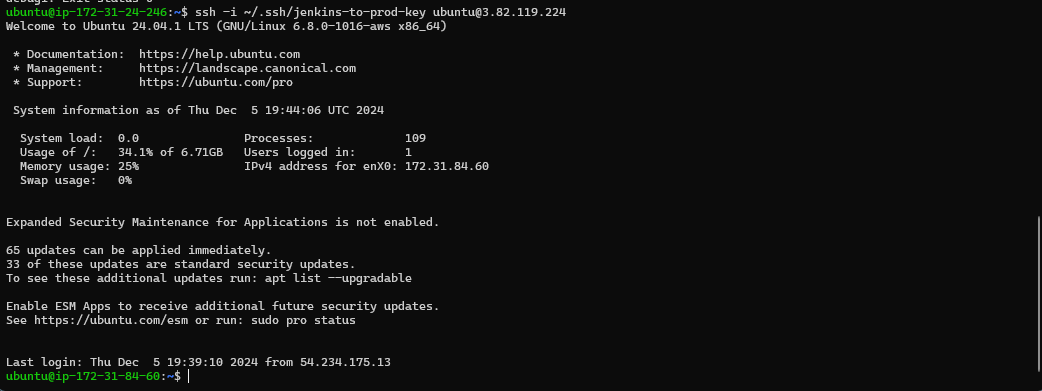 ubuntu@ip-172-31-24-246:~$ ssh -i ~/.ssh/jenkins-to-prod-key ubuntu@3.82.119.224
Welcome to Ubuntu 24.04.1 LTS (GNU/Linux 6.8.0-1016-aws x86_64)

 * Documentation:  https://help.ubuntu.com
 * Management:     https://landscape.canonical.com
 * Support:        https://ubuntu.com/pro

 System information as of Thu Dec  5 19:44:06 UTC 2024

  System load:  0.0               Processes:             109
  Usage of /:   34.1% of 6.71GB   Users logged in:       1
  Memory usage: 25%               IPv4 address for enX0: 172.31.84.60
  Swap usage:   0%


Expanded Security Maintenance for Applications is not enabled.

65 updates can be applied immediately.
33 of these updates are standard security updates.
To see these additional updates run: apt list --upgradable

Enable ESM Apps to receive additional future security updates.
See https://ubuntu.com/esm or run: sudo pro status


Last login: Thu Dec  5 19:39:10 2024 from 54.234.175.13
ubuntu@ip-172-31-84-60:~$